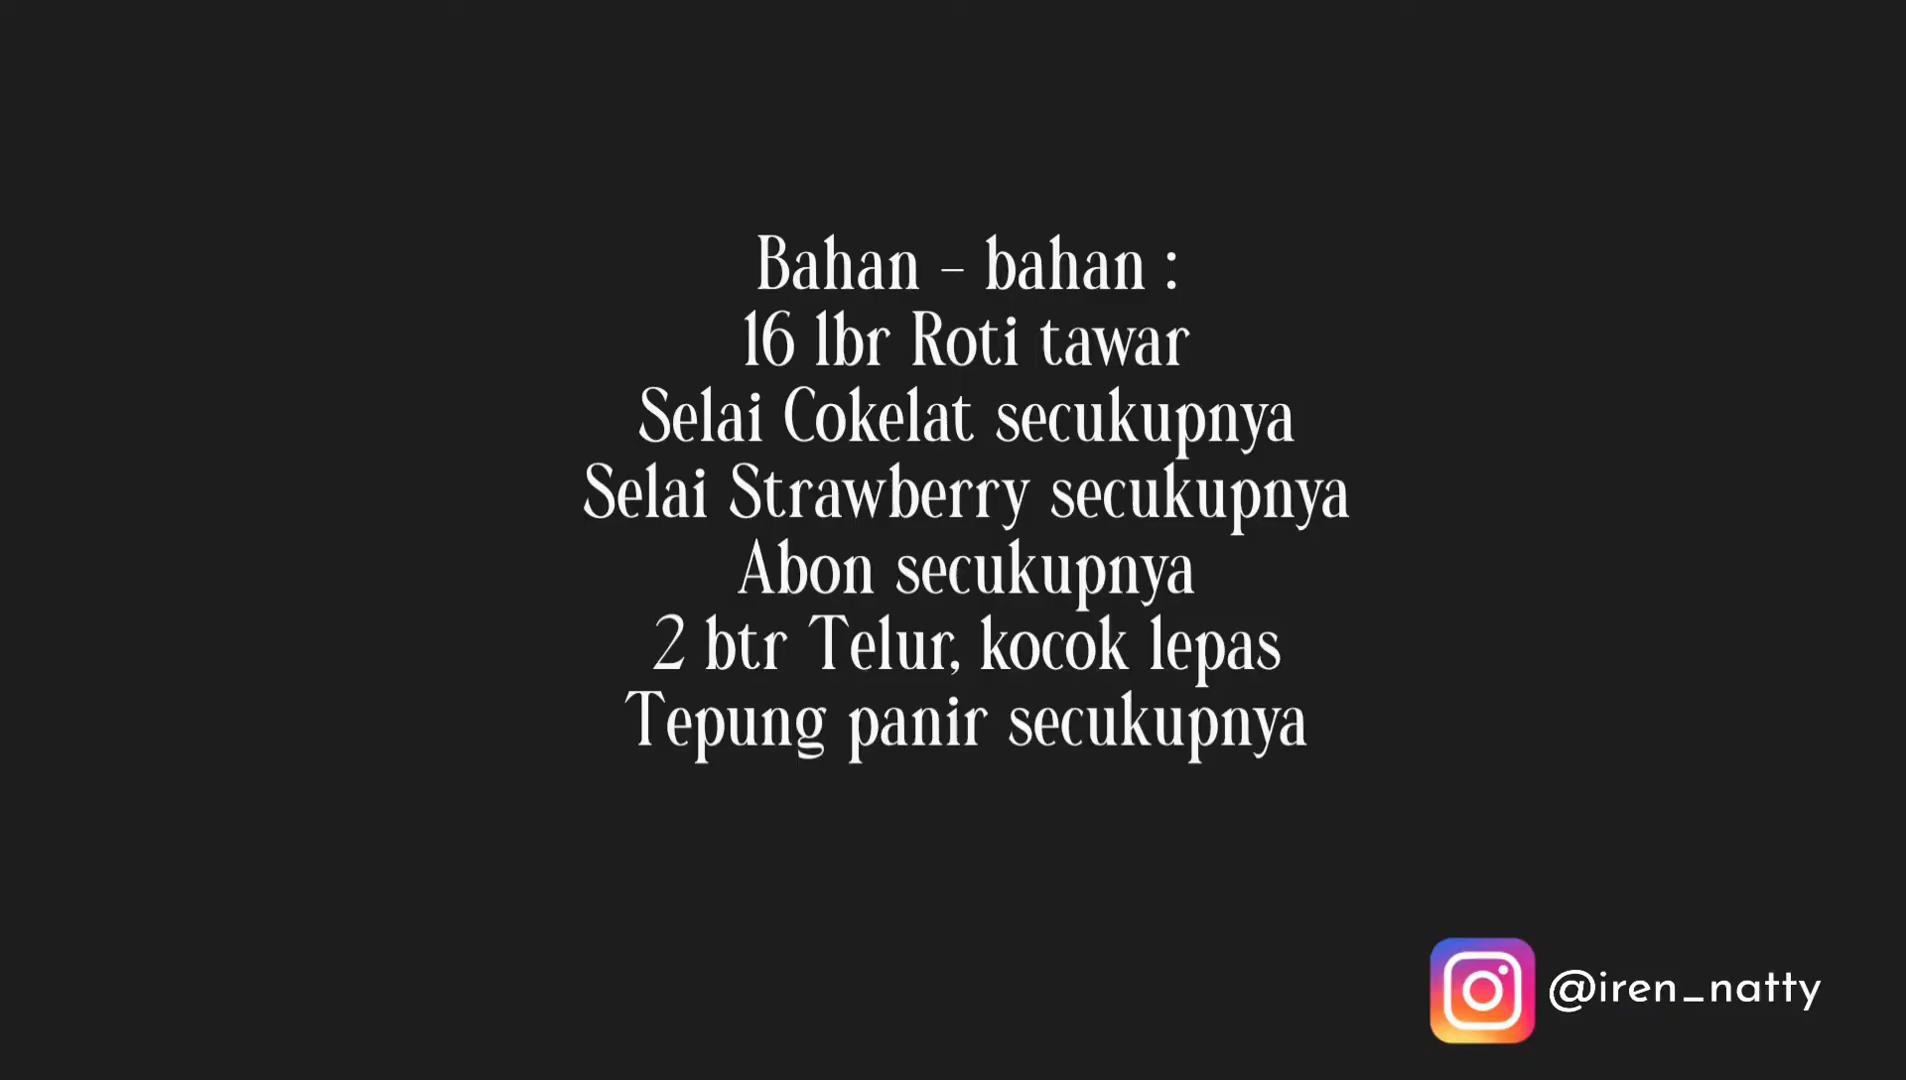 Bahan - bahan :
16 lbr Roti tawar
Selai Cokelat secukupnya
Selai Strawberry secukupnya
Abon secukupnya
2 btr Telur, kocok lepas
Tepung panir secukupnya
@iren_natty